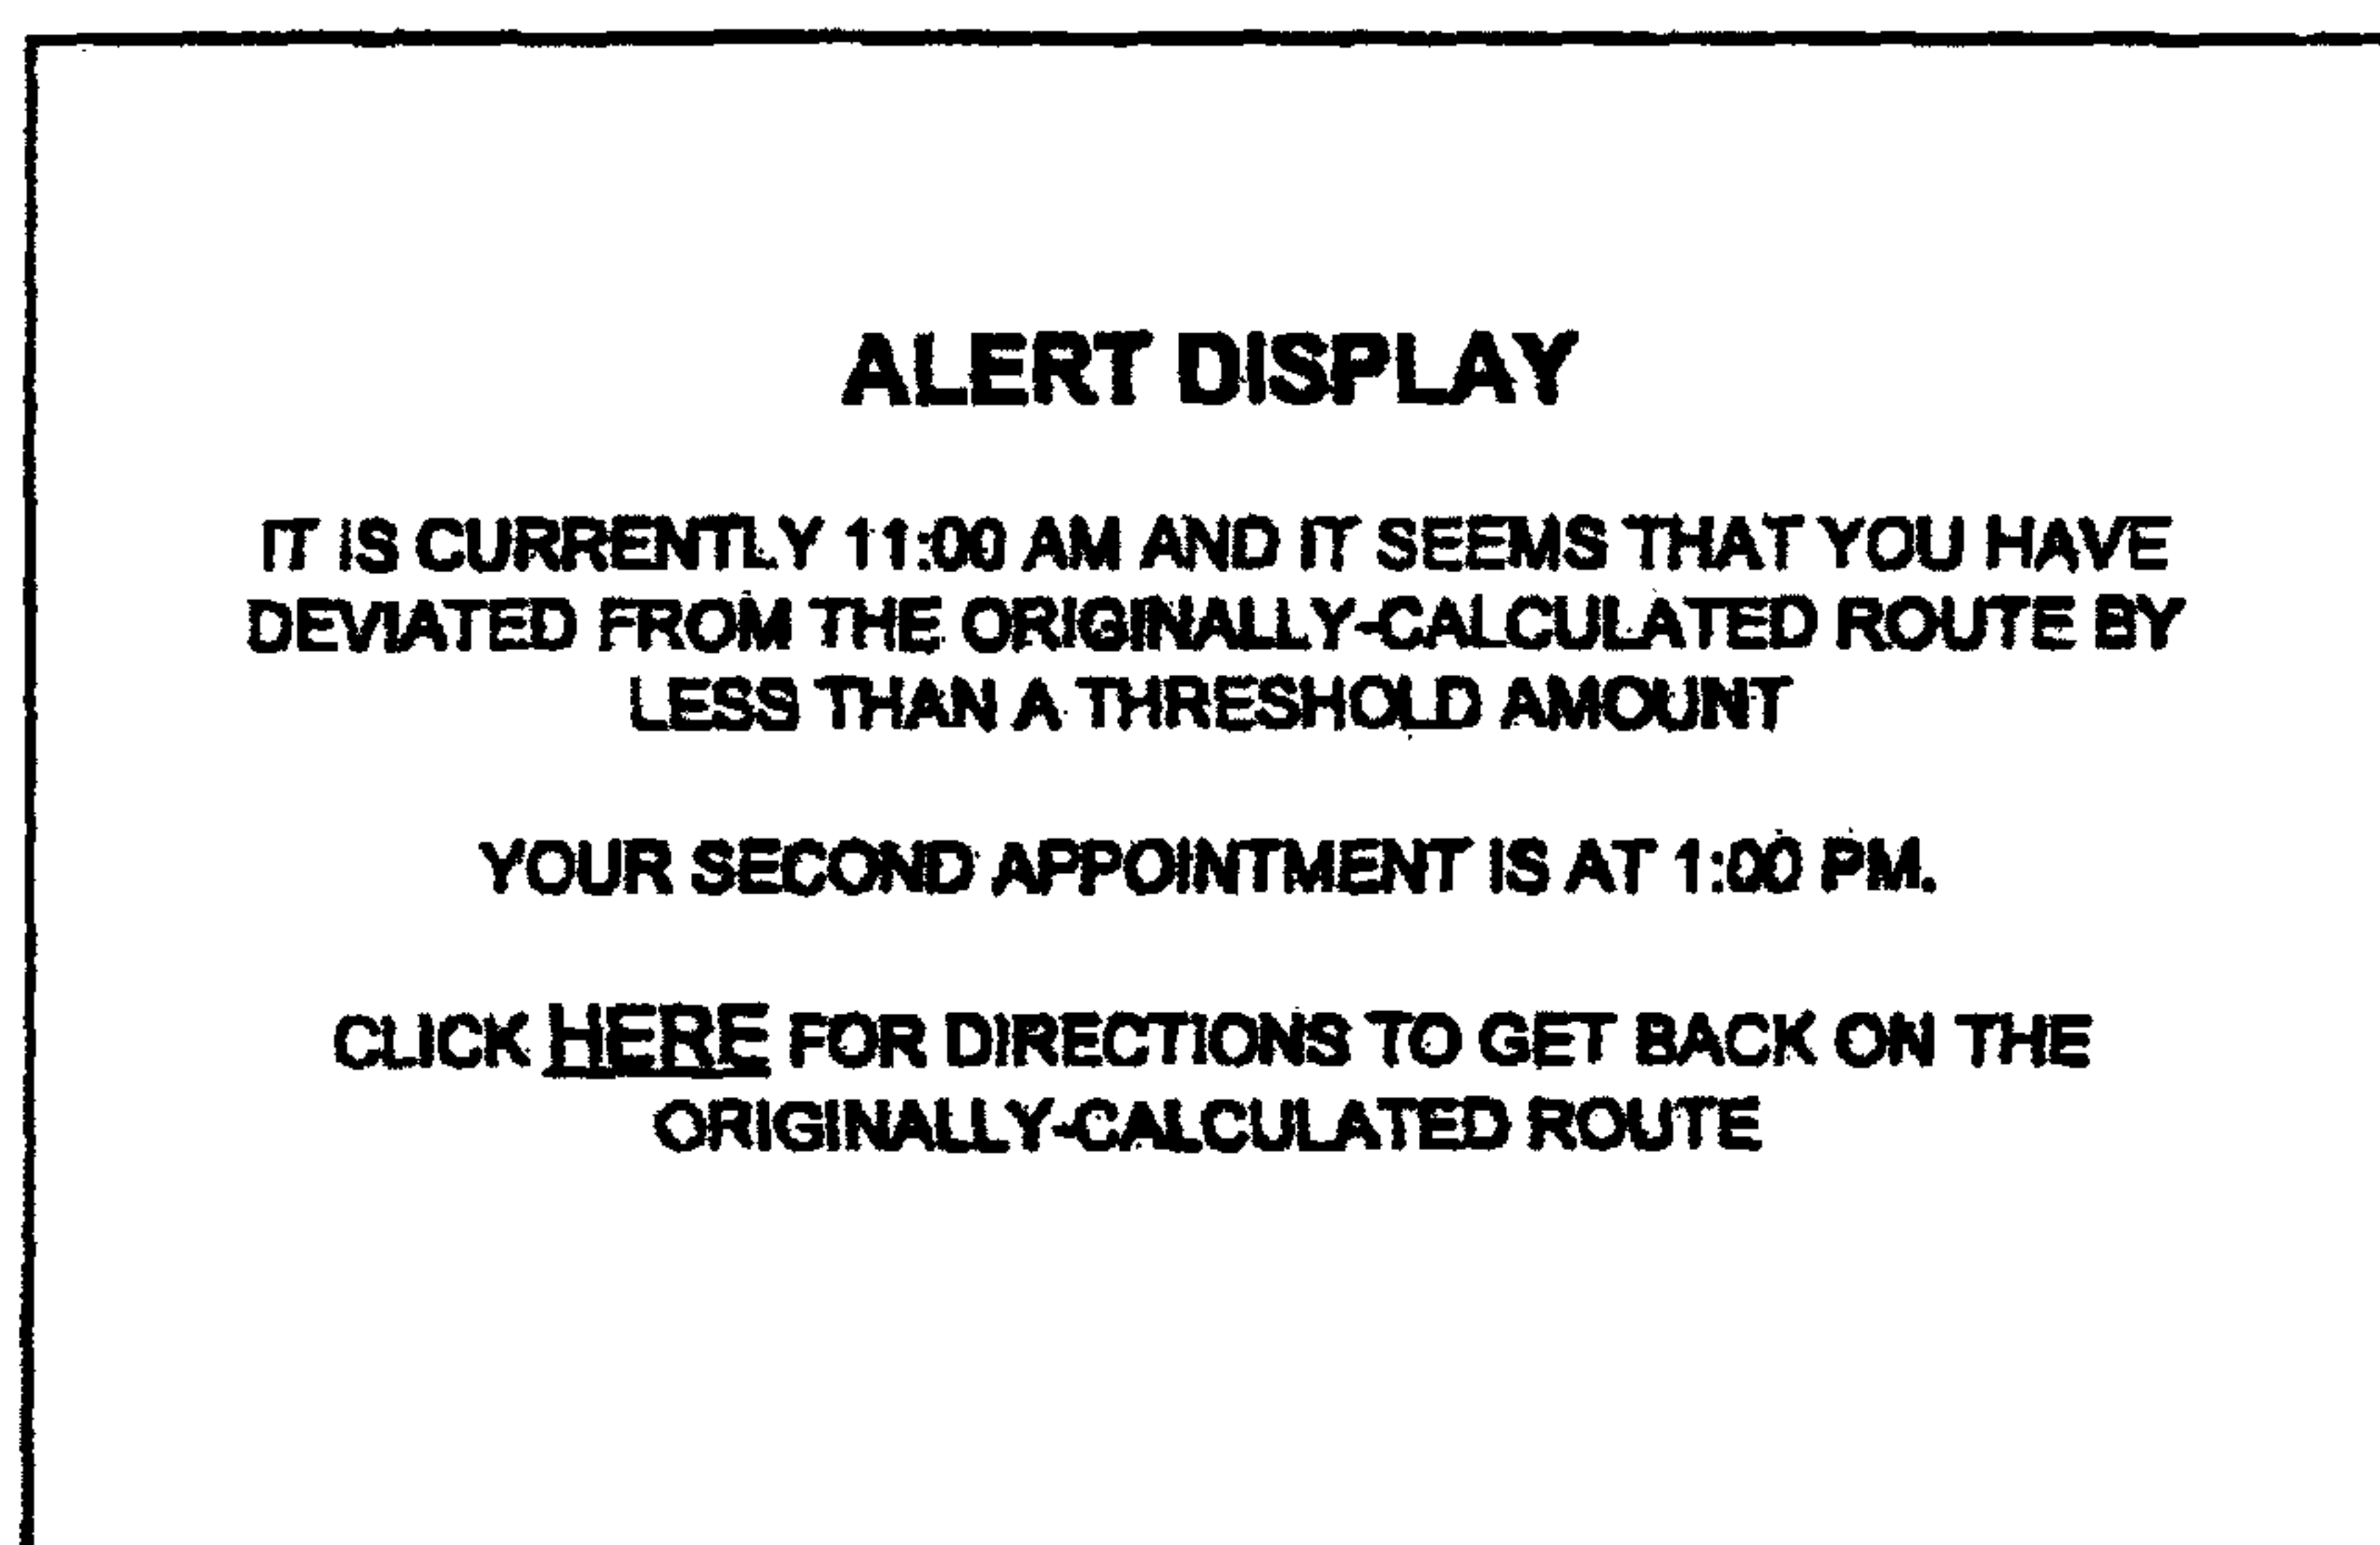 ALERT DISPLAY
IT IS CURRENTLY 11:00 AM AND IT SEEMS THAT YOU HAVE
DEVIATED FROM THE ORIGINALLY-CALCULATED ROUTE BY
LESS THAN A THRESHOLD AMOUNT
YOUR SECOND APPOINTMENT IS AT 1:00 PM.
CLICK HERE FOR DIRECTIONS TO GET BACK ON THE
ORIGINALLY-CALCULATED ROUTE